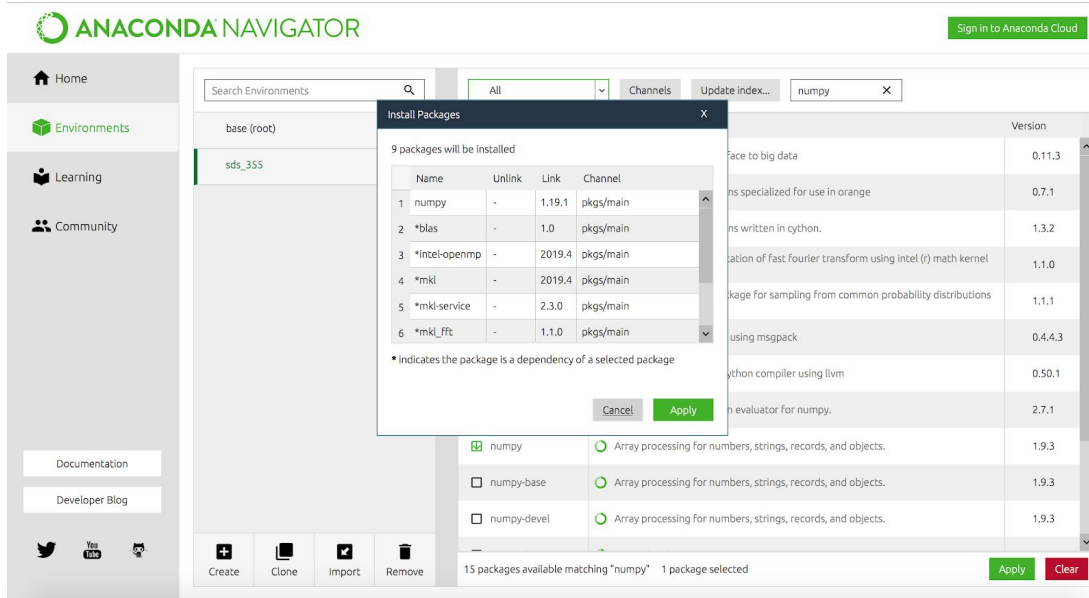 ANACONDA NAVIGATOR
Sign in to Anaconda Cloud
Home
Environments
Learning
Community
Documentation
Developer Blog
You
Tube
Search Environments
base (root)
sds_355
Create
Clone
Import
Remove
All
Channels
Update index...
numpy X
Version
face to big data 0.11.3
ns specialized for use in orange 0.7.1
ns written in cython. 1.3.2
tation of fast fourier transform using intel (r) math kernel 1.1.0
kage for sampling from common probability distributions 1.1.1
using msgpack 0.4.4.3
ython compiler using llvm 0.50.1
n evaluator for numpy. 2.7.1
numpy Array processing for numbers, strings, records, and objects. 1.9.3
numpy-base Array processing for numbers, strings, records, and objects. 1.9.3
numpy-devel Array processing for numbers, strings, records, and objects. 1.9.3
15 packages available matching "numpy" 1 package selected
Apply
Clear
Install Packages X
9 packages will be installed
Name Unlink Link Channel
1 numpy - 1.19.1 pkgs/main
2 *blas - 1.0 pkgs/main
3 *intel-openmp - 2019.4 pkgs/main
4 *mkl - 2019.4 pkgs/main
5 *mkl-service - 2.3.0 pkgs/main
6 *mkl_fft - 1.1.0 pkgs/main
* indicates the package is a dependency of a selected package
Cancel
Apply